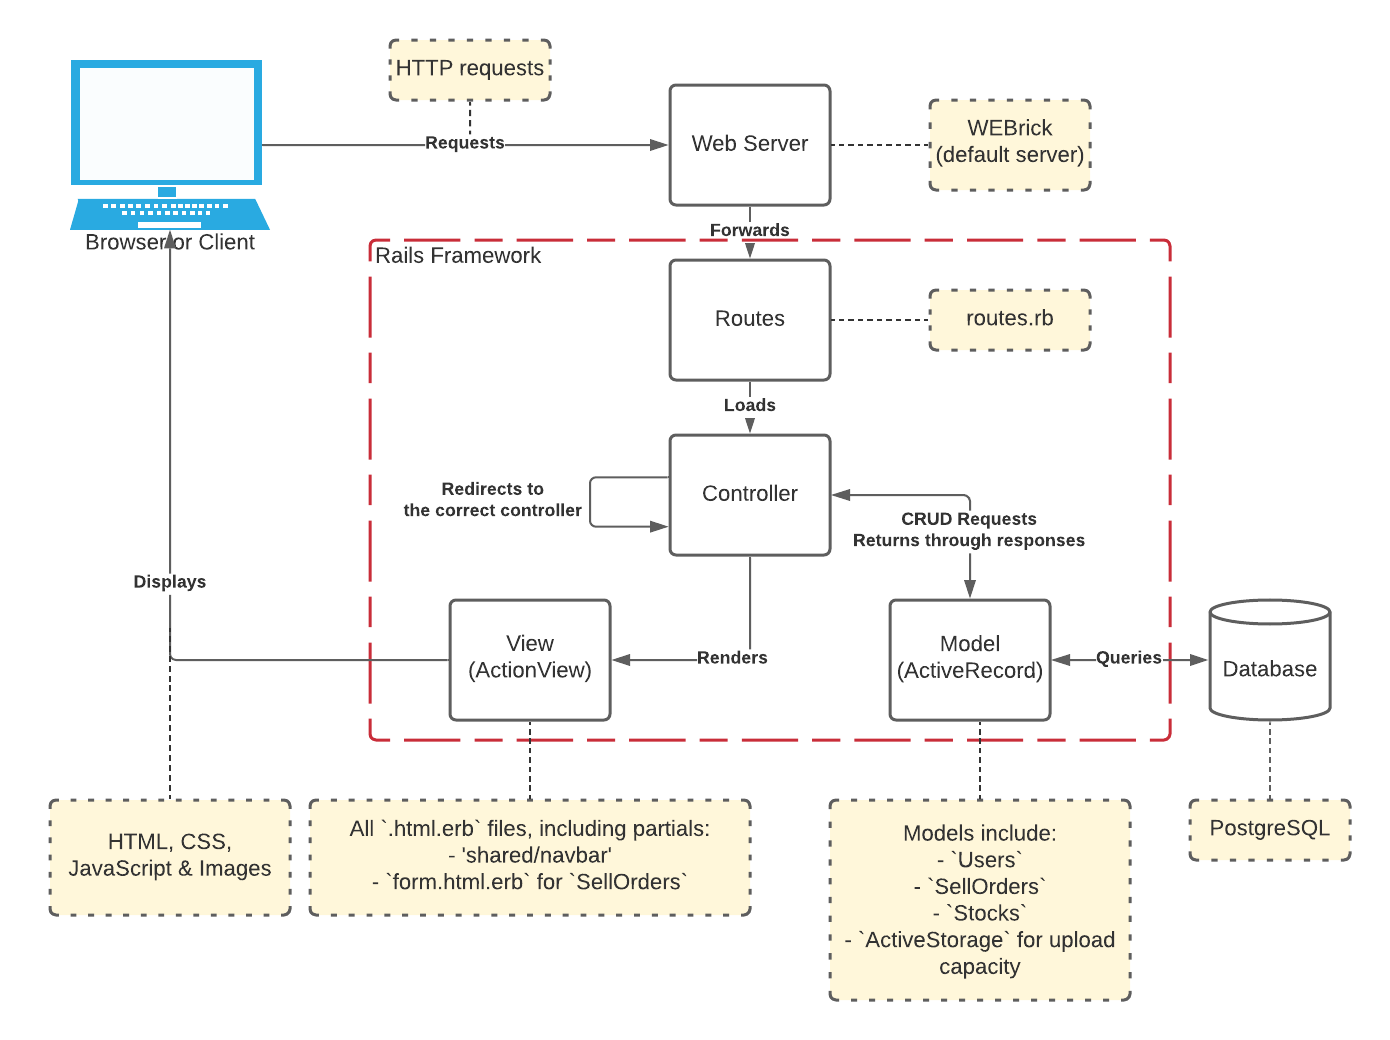 HTTP requests
Requests
Web Server
WEBrick
(default server)
Browser or Client
Forwards
Rails Framework
Routes
routes.rb
Loads
Redirects to
the correct controller
Controller
CRUD Requests
Returns through responses
Displays
View
(ActionView)
Renders
Model
(ActiveRecord)
Queries
Database
HTML, CSS,
JavaScript & Images
All `.html.erb` files, including partials:
- 'shared/navbar'
- `form.html.erb` for `SellOrders`
Models include:
- `Users`
- `SellOrders`
- `Stocks`
- `ActiveStorage` for upload
capacity
PostgreSQL